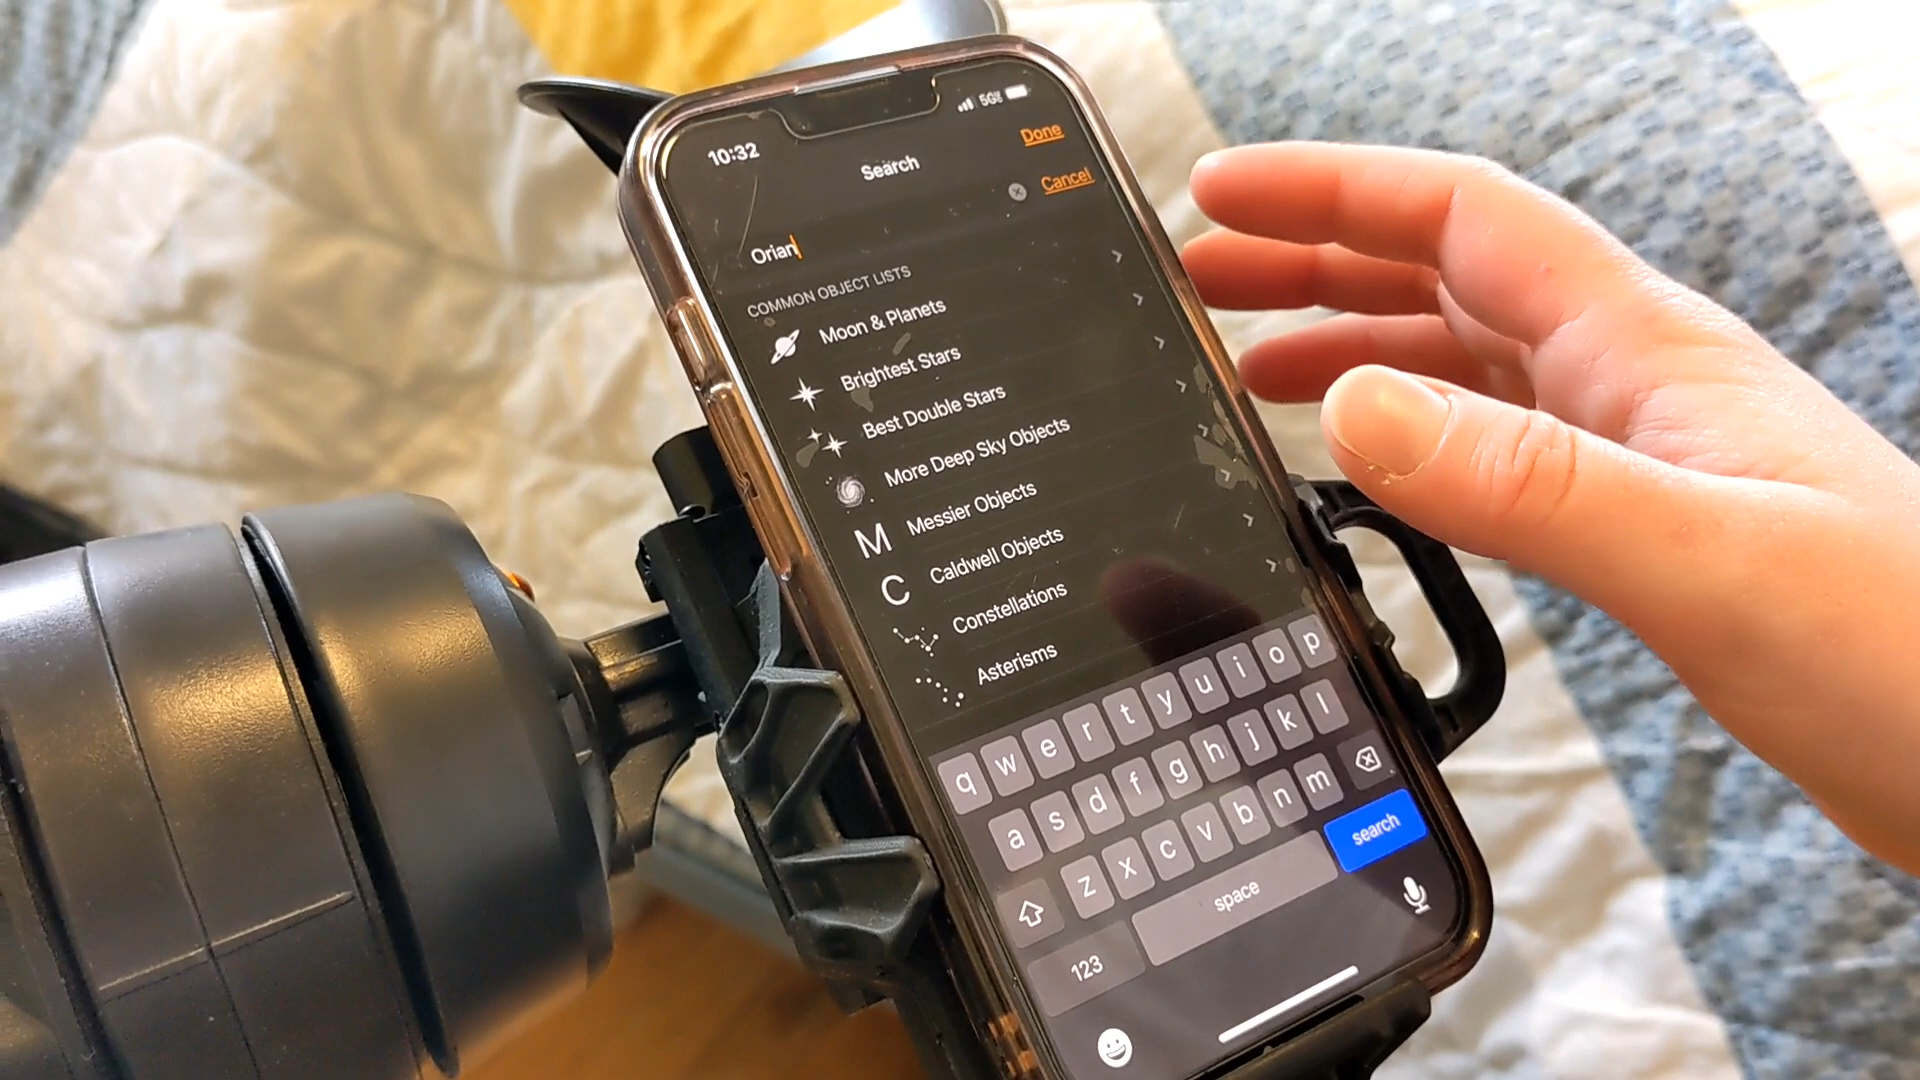 10:32 5G
Search Done
Cancel
Orian
COMMON OBJECT LISTS
Moon & Planets
Brightest Stars
Best Double Stars
More Deep Sky Objects
M Messier Objects
C Caldwell Objects
Constellations
Asterisms
q w e r t y u i o p
a s d f g h j k l
z x c v b n m
123 space search